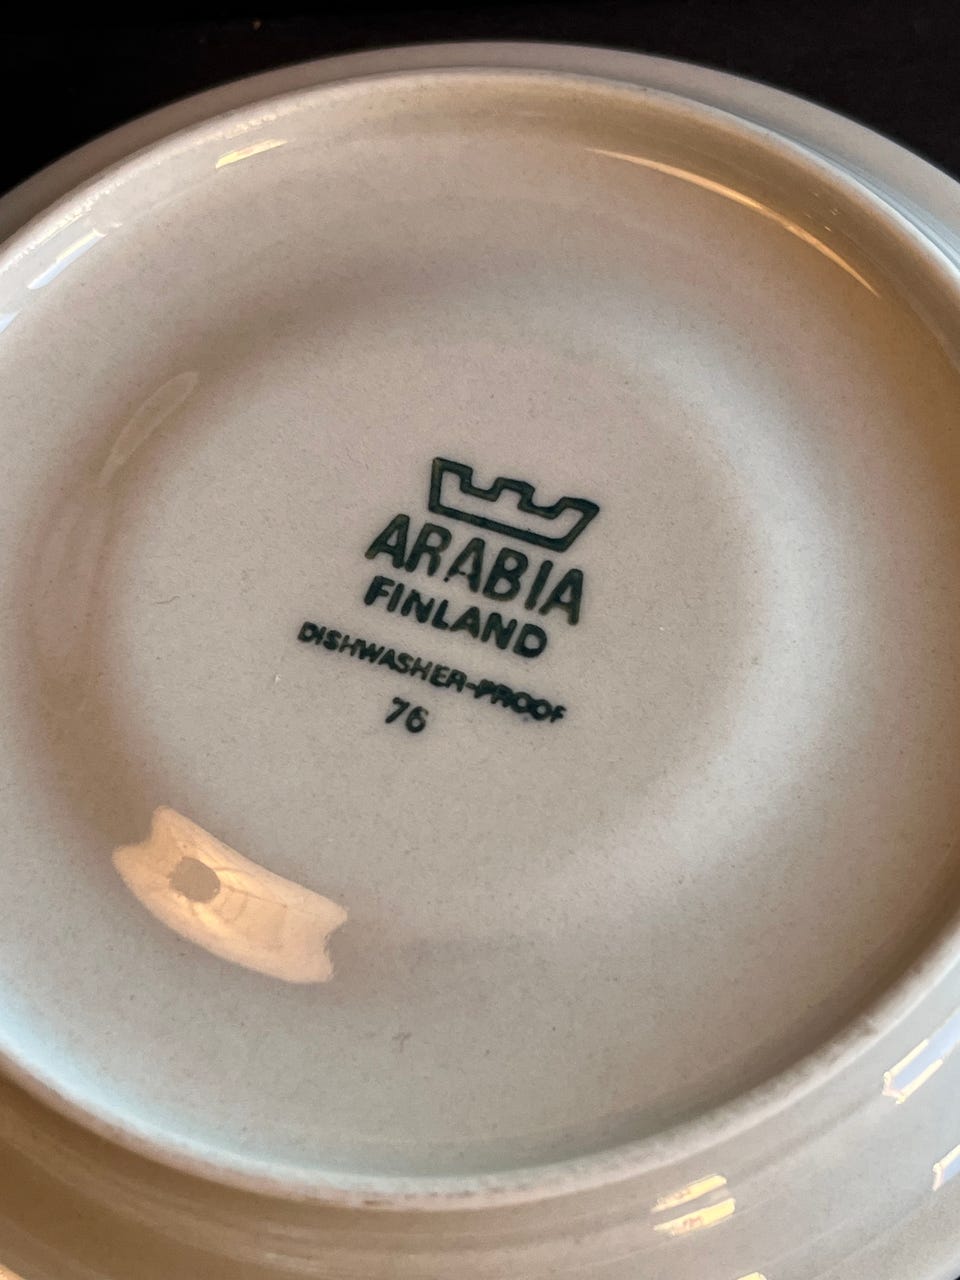 ARABIA
FINLAND
DISHWASHER-PROOF
76